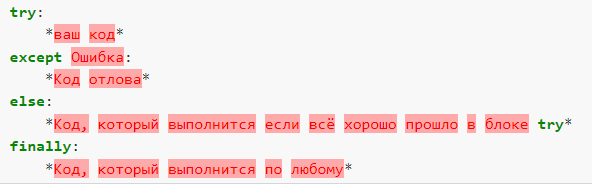 try:
    *ваш код*
except Ошибка:
    *Код отлова*
else:
    *Код, который выполнится если всё хорошо прошло в блоке try*
finally:
    *Код, который выполнится по любому*